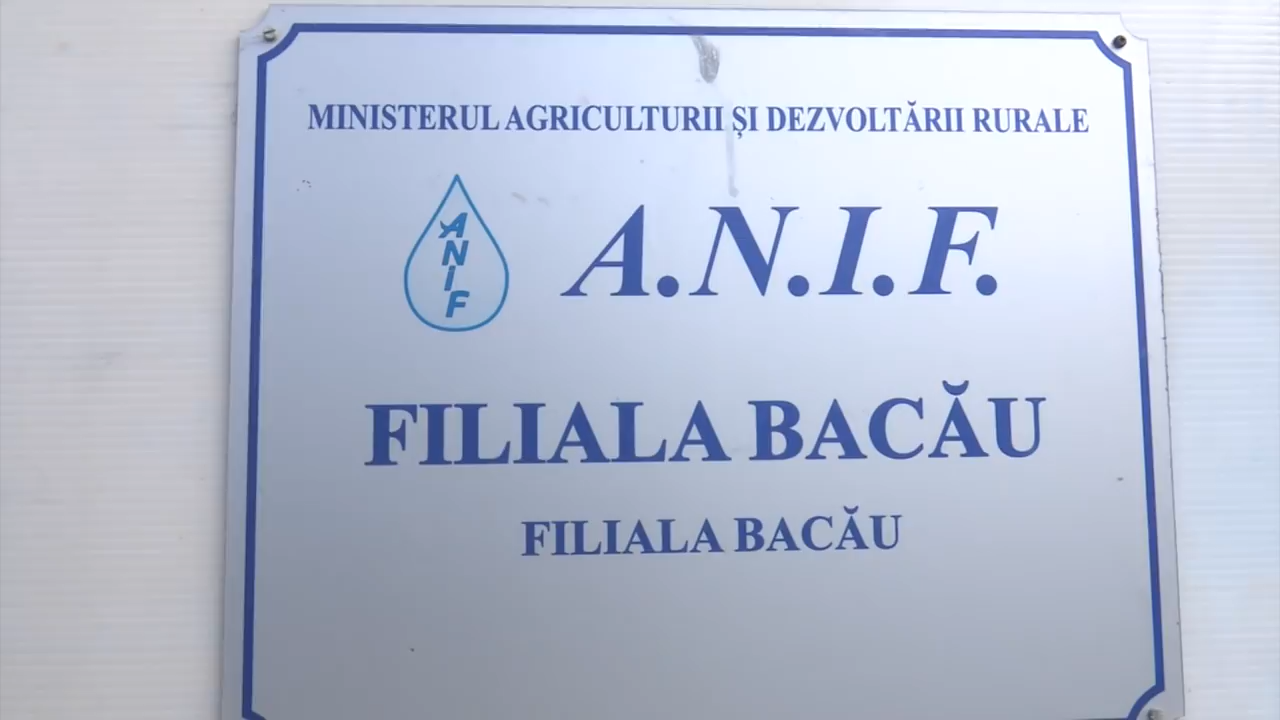 MINISTERUL AGRICULTURII ȘI DEZVOLTĂRII RURALE
ANIF
A.N.I.F.
FILIALA BACĂU
FILIALA BACĂU